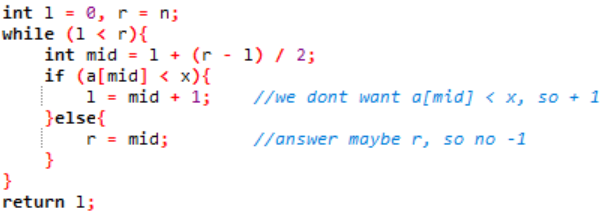 int l = 0, r = n;
while (l < r){
    int mid = l + (r - l) / 2;
    if (a[mid] < x){
        l = mid + 1;    //we dont want a[mid] < x, so + 1
    }else{
        r = mid;        //answer maybe r, so no -1
    }
}
return l;